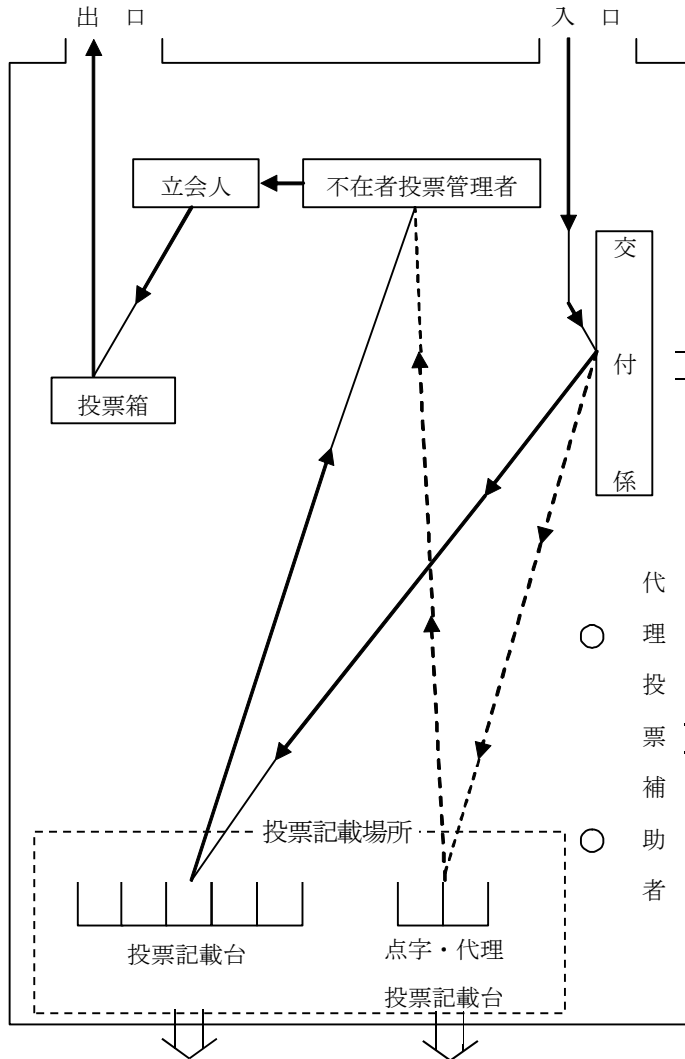 出 口
入 口
立会人
不在者投票管理者
交付係
投票箱
代理投票補助者
投票記載場所
投票記載台
点字・代理
投票記載台